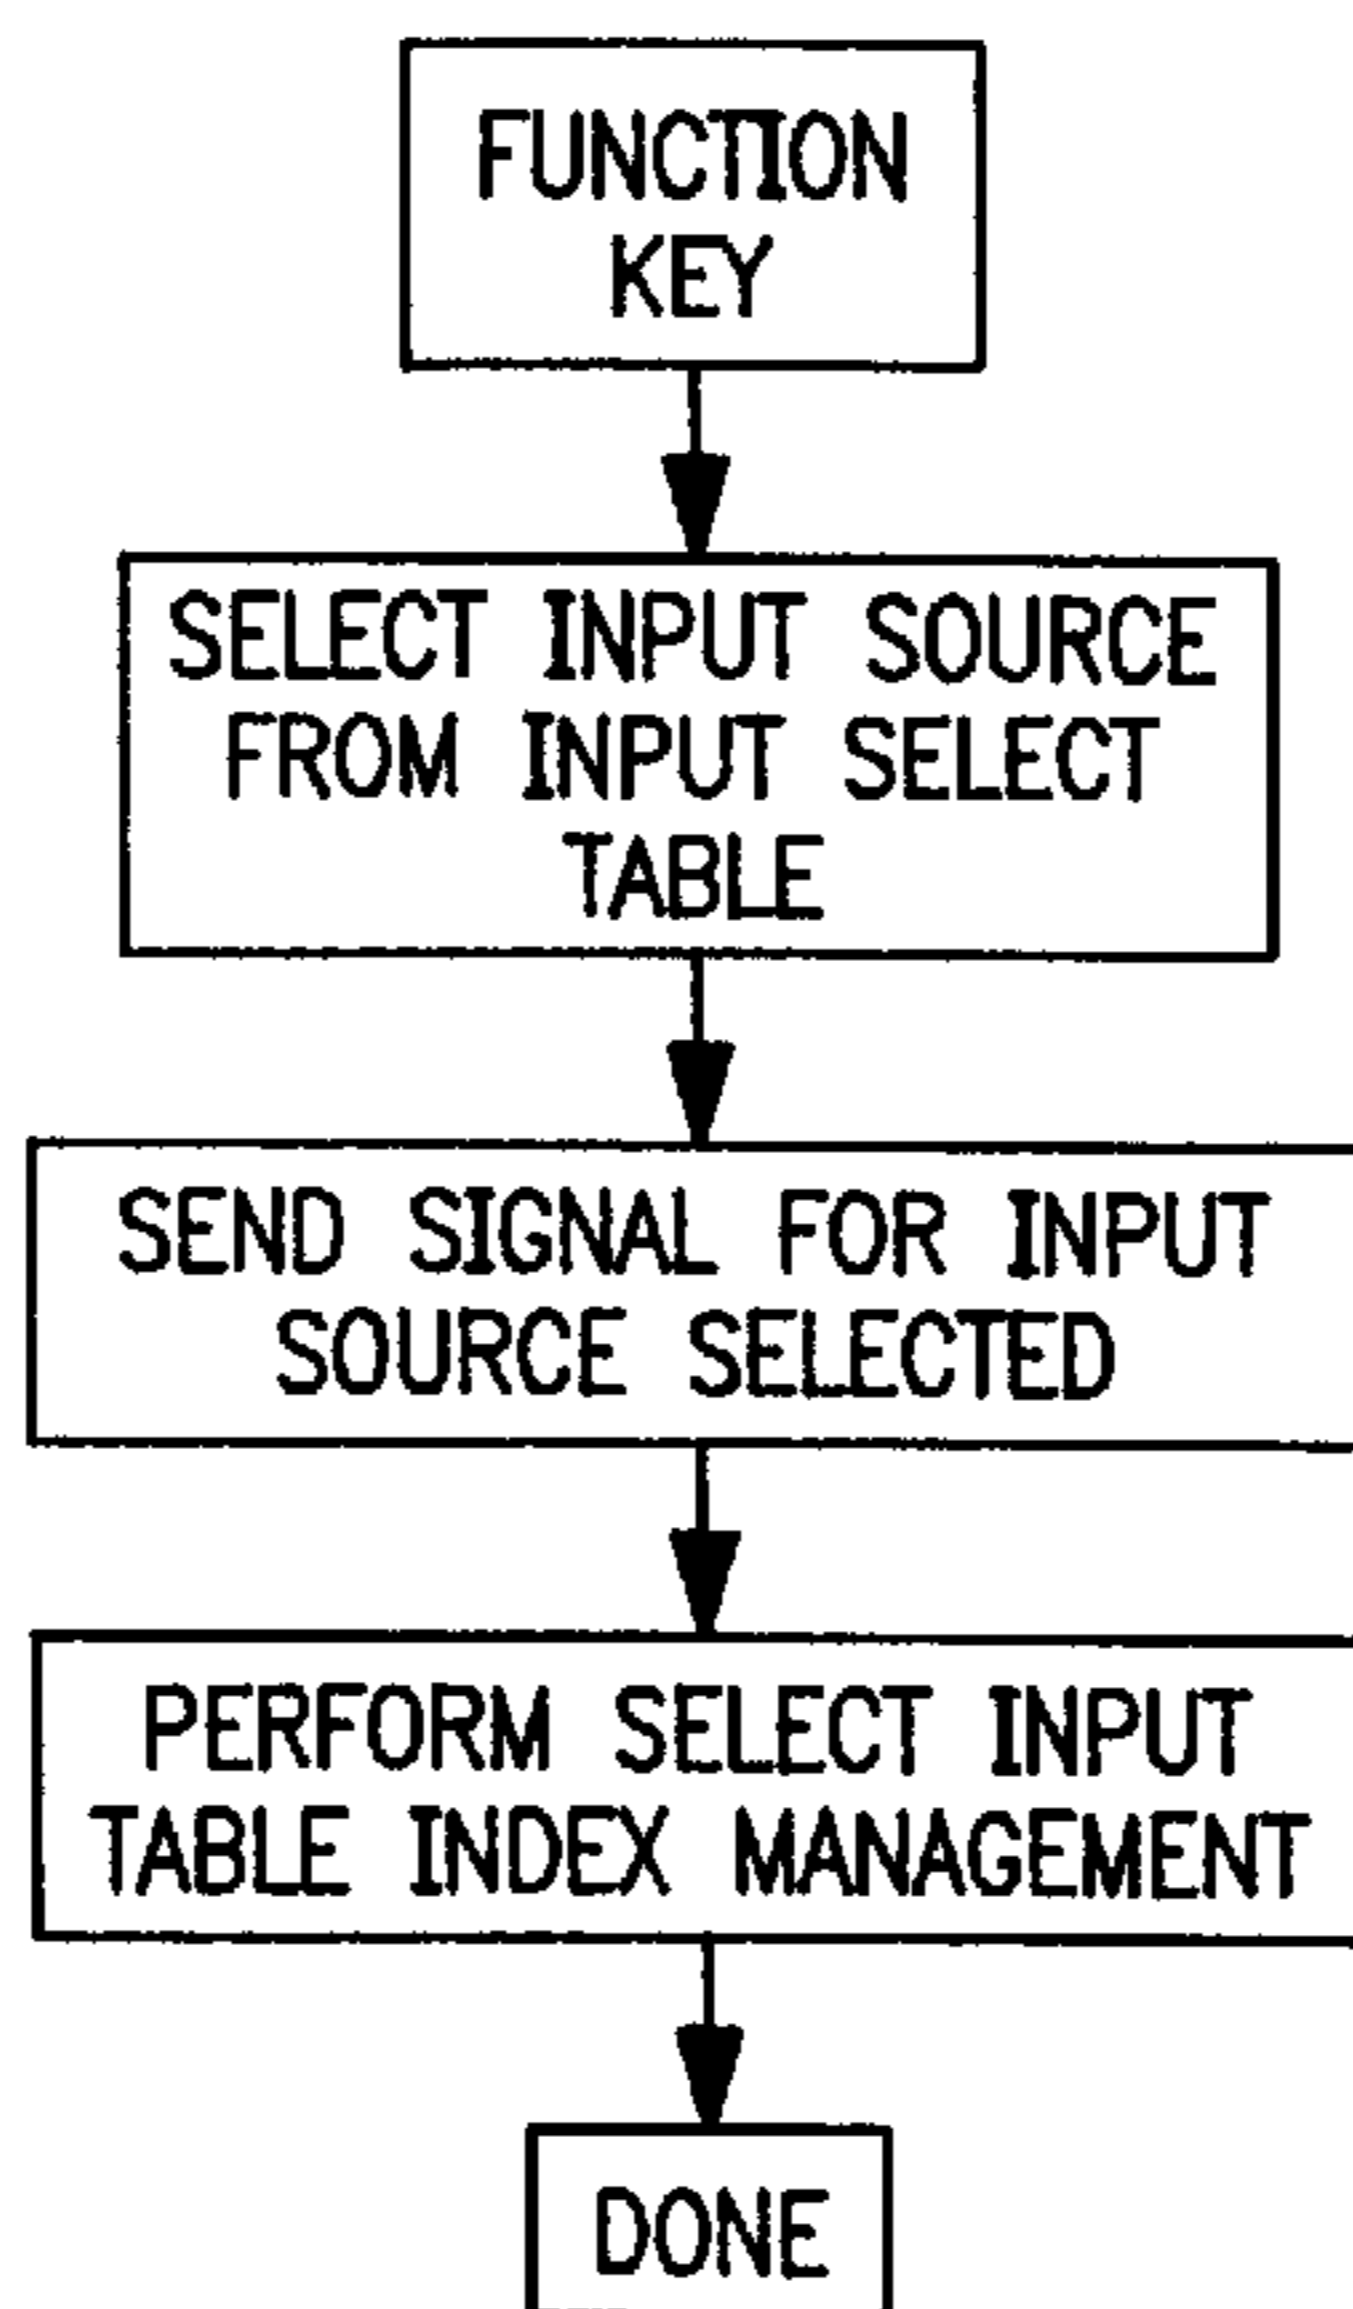 FUNCTION
KEY
SELECT INPUT SOURCE
FROM INPUT SELECT
TABLE
SEND SIGNAL FOR INPUT
SOURCE SELECTED
PERFORM SELECT INPUT
TABLE INDEX MANAGEMENT
DONE